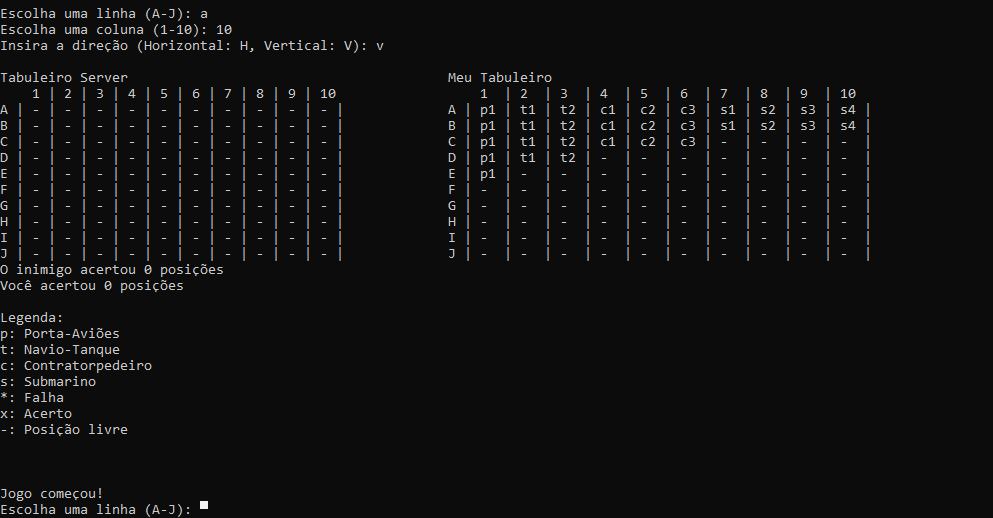 Escolha uma linha (A-J): a
Escolha uma coluna (1-10): 10
Insira a direção (Horizontal: H, Vertical: V): v
Tabuleiro Server                                        Meu Tabuleiro
    1 | 2 | 3 | 4 | 5 | 6 | 7 | 8 | 9 | 10                  1  | 2  | 3  | 4  | 5  | 6  | 7  | 8  | 9  | 10
A | - | - | - | - | - | - | - | - | - | - |             A | p1 | t1 | t2 | c1 | c2 | c3 | s1 | s2 | s3 | s4 |
B | - | - | - | - | - | - | - | - | - | - |             B | p1 | t1 | t2 | c1 | c2 | c3 | s1 | s2 | s3 | s4 |
C | - | - | - | - | - | - | - | - | - | - |             C | p1 | t1 | t2 | c1 | c2 | c3 | -  | -  | -  | -  |
D | - | - | - | - | - | - | - | - | - | - |             D | p1 | t1 | t2 | -  | -  | -  | -  | -  | -  | -  |
E | - | - | - | - | - | - | - | - | - | - |             E | p1 | -  | -  | -  | -  | -  | -  | -  | -  | -  |
F | - | - | - | - | - | - | - | - | - | - |             F | -  | -  | -  | -  | -  | -  | -  | -  | -  | -  |
G | - | - | - | - | - | - | - | - | - | - |             G | -  | -  | -  | -  | -  | -  | -  | -  | -  | -  |
H | - | - | - | - | - | - | - | - | - | - |             H | -  | -  | -  | -  | -  | -  | -  | -  | -  | -  |
I | - | - | - | - | - | - | - | - | - | - |             I | -  | -  | -  | -  | -  | -  | -  | -  | -  | -  |
J | - | - | - | - | - | - | - | - | - | - |             J | -  | -  | -  | -  | -  | -  | -  | -  | -  | -  |
O inimigo acertou 0 posições
Você acertou 0 posições
Legenda:
p: Porta-Aviões
t: Navio-Tanque
c: Contratorpedeiro
s: Submarino
*: Falha
x: Acerto
-: Posição livre
Jogo começou!
Escolha uma linha (A-J):